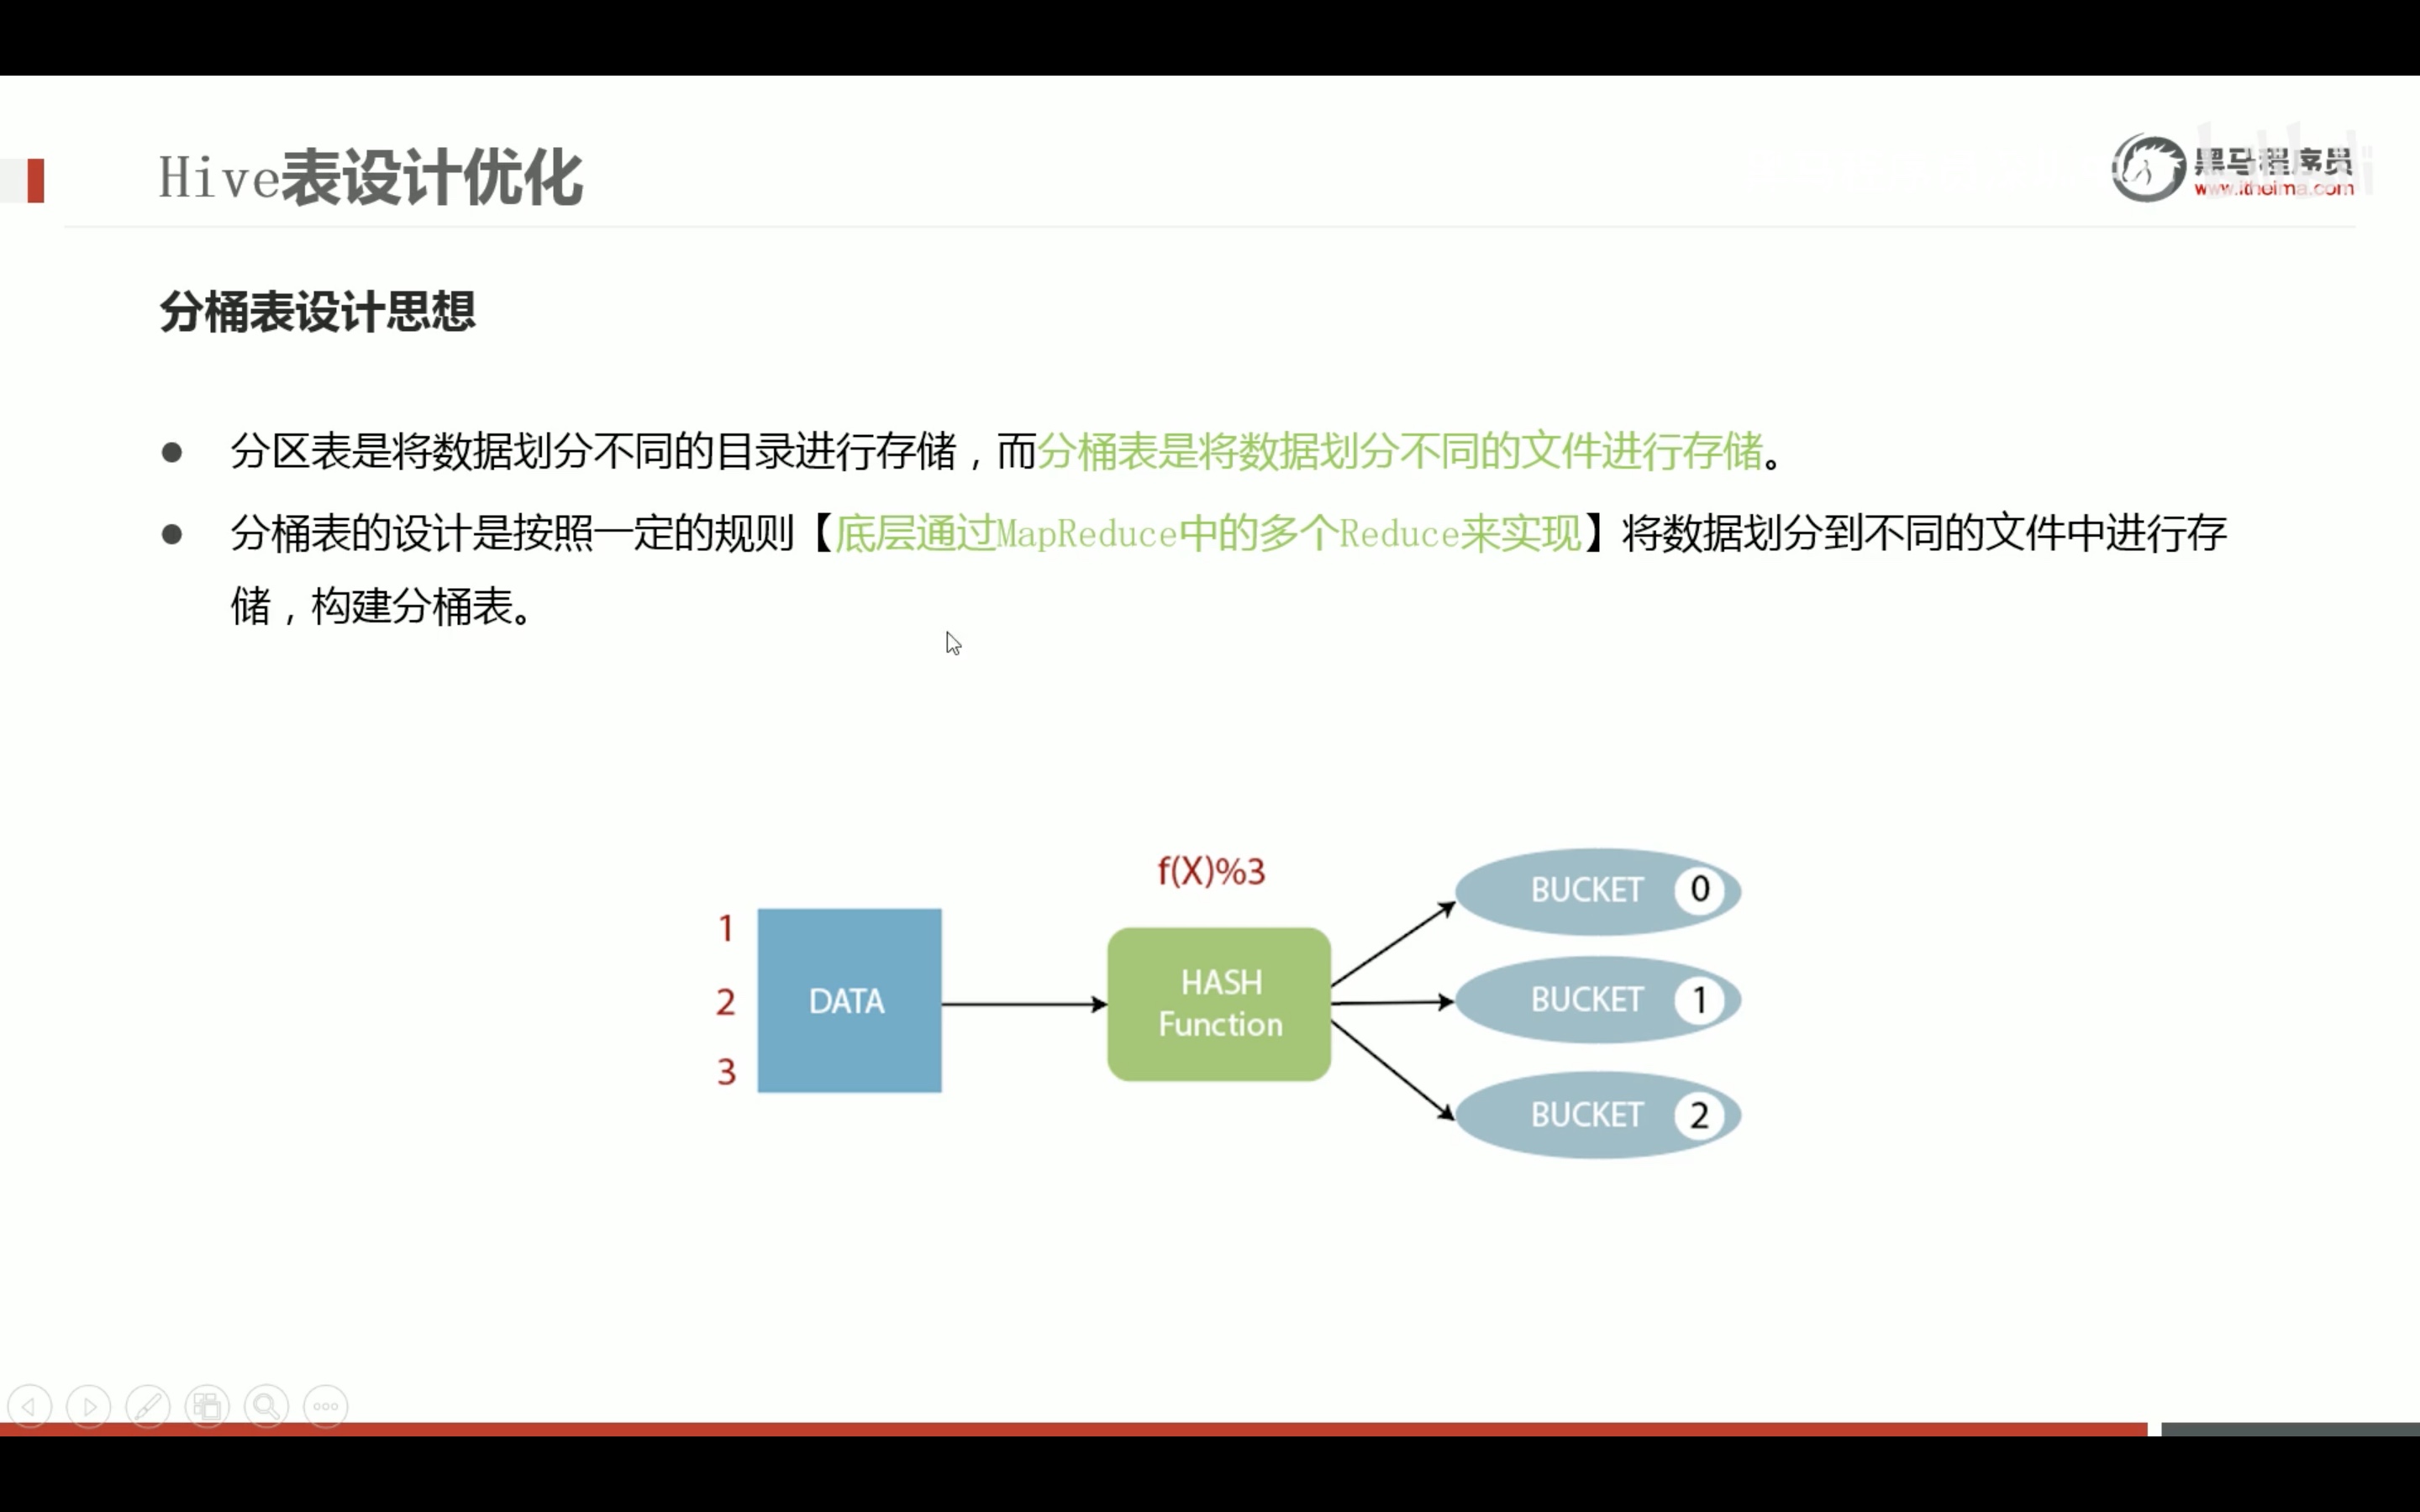 Hive表设计优化
黑马程序员
www.itheima.com
分桶表设计思想
● 分区表是将数据划分不同的目录进行存储，而分桶表是将数据划分不同的文件进行存储。
● 分桶表的设计是按照一定的规则【底层通过MapReduce中的多个Reduce来实现】将数据划分到不同的文件中进行存
储，构建分桶表。
f(X)%3
1
2
3
DATA
HASH
Function
BUCKET 0
BUCKET 1
BUCKET 2